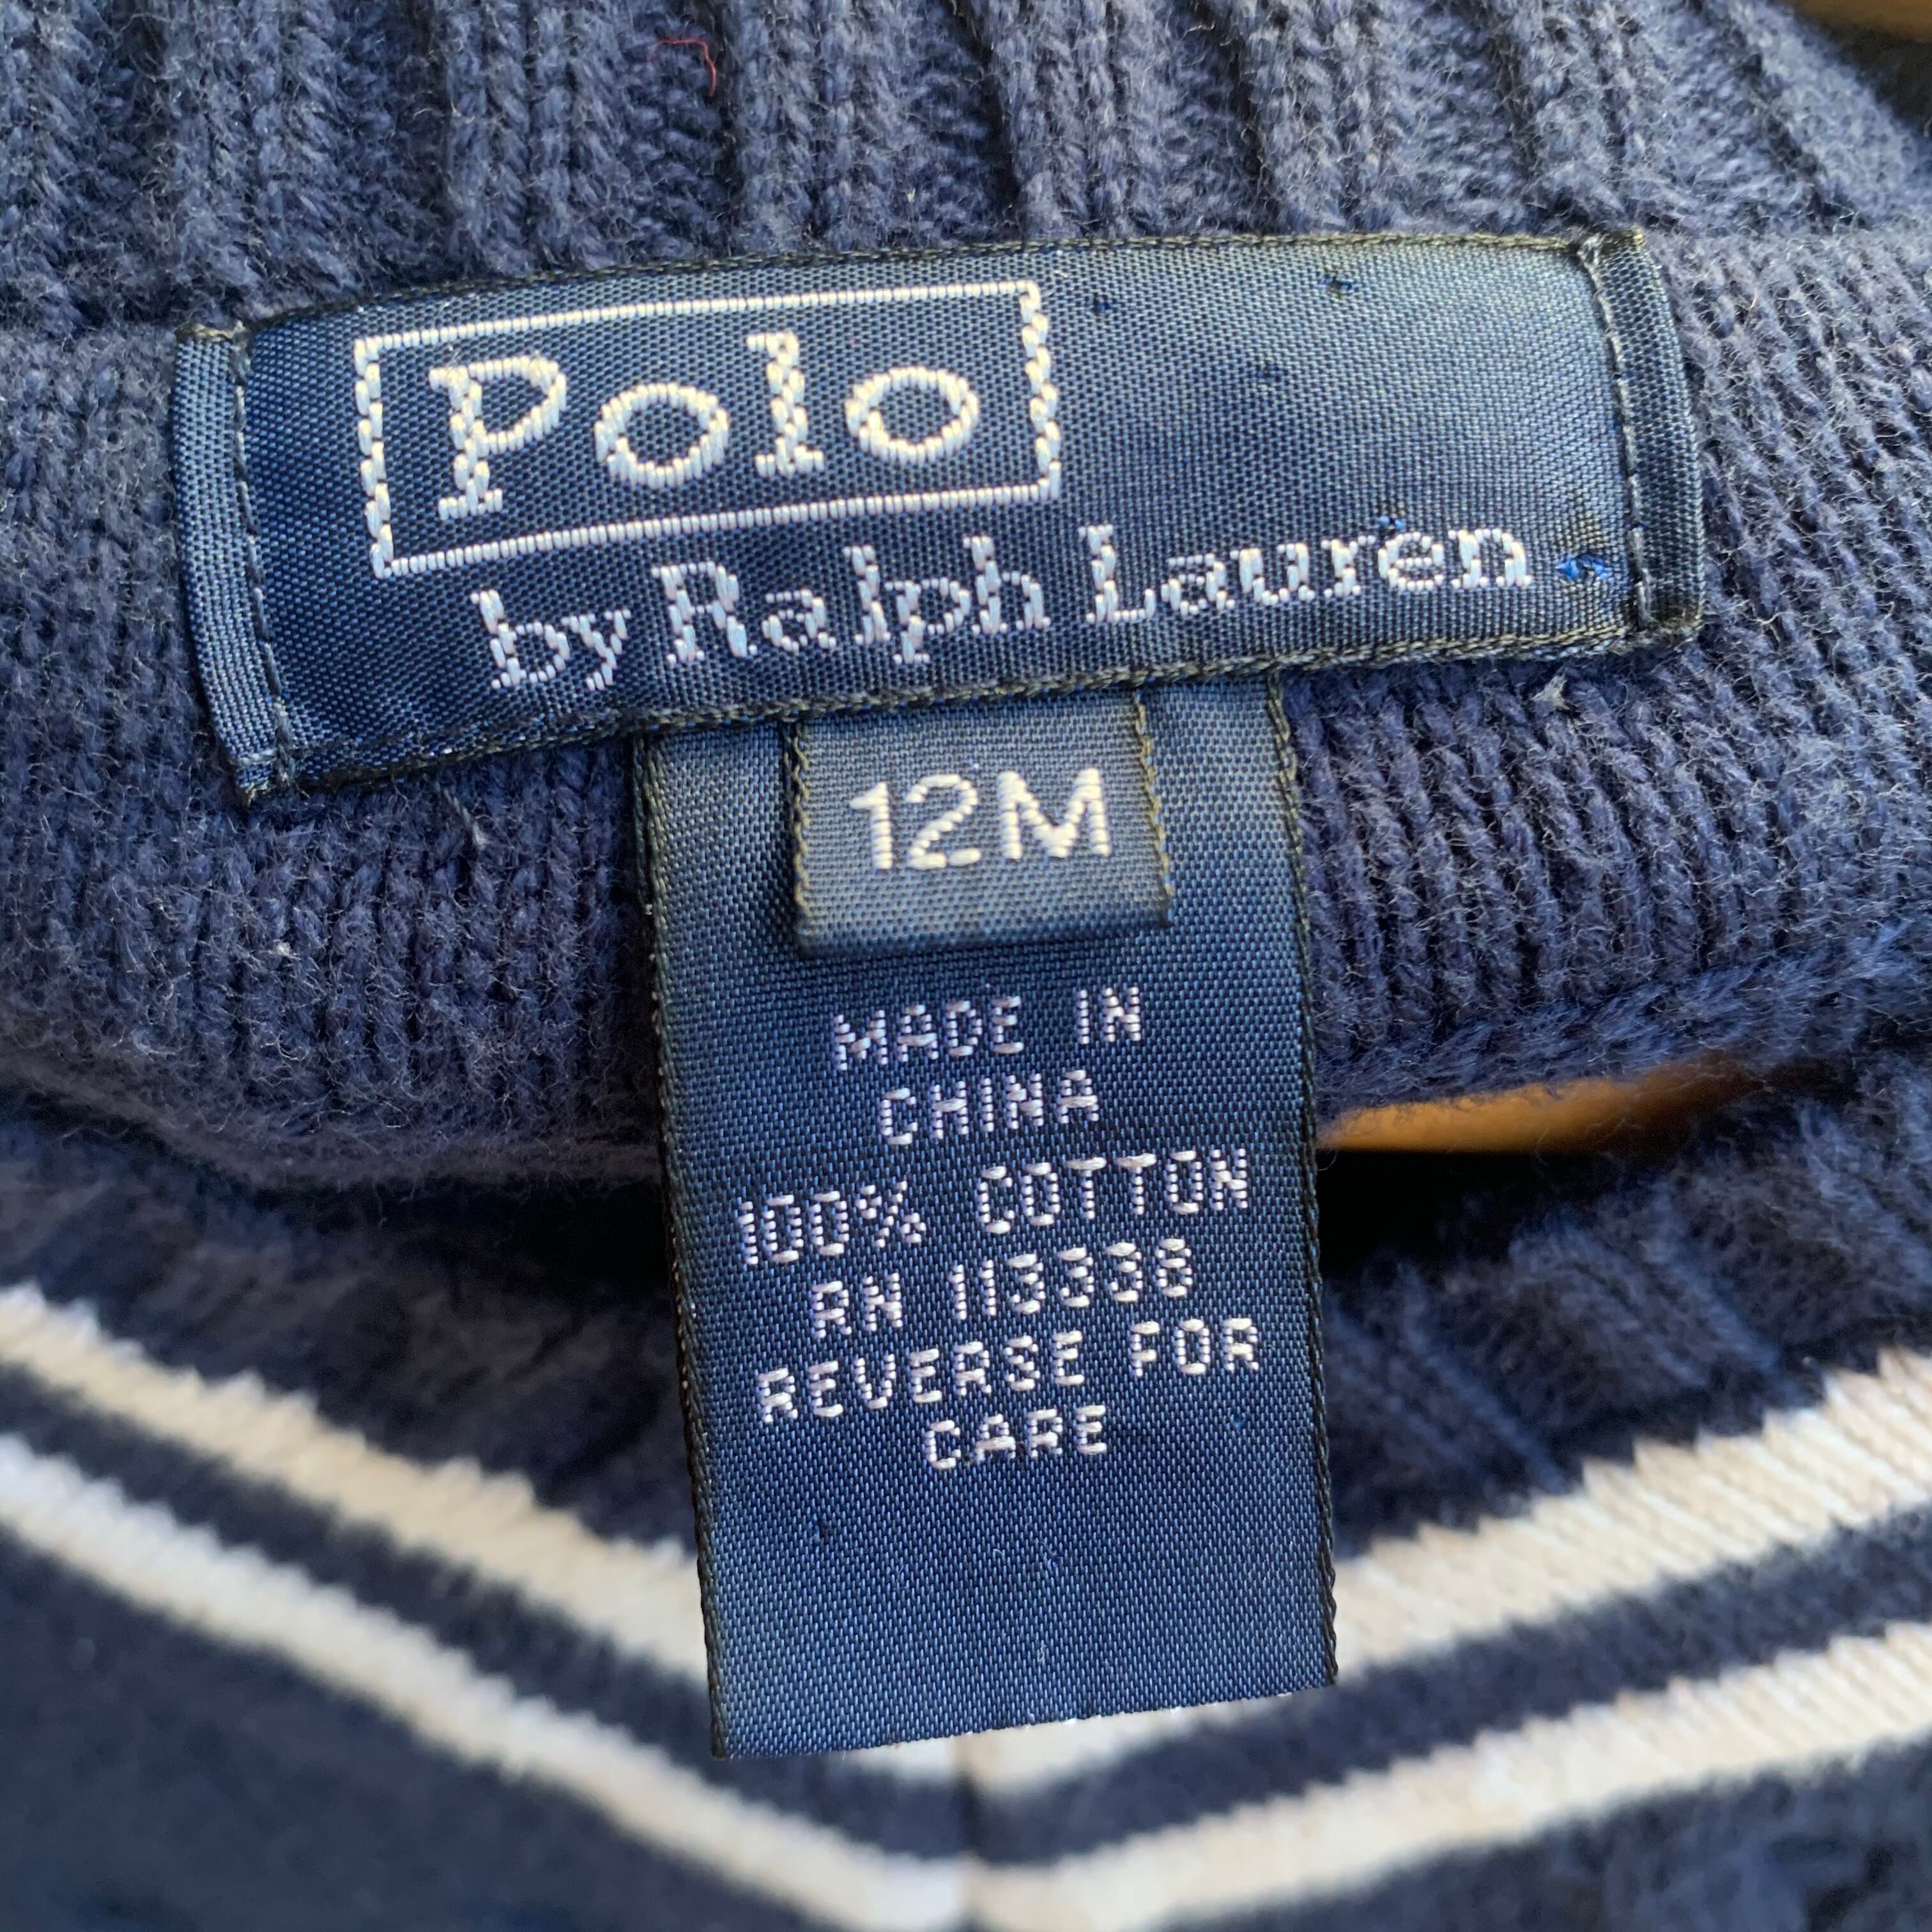 Polo
by Ralph Lauren
12M
MADE IN
CHINA
100% COTTON
RN 113338
REVERSE FOR
CARE